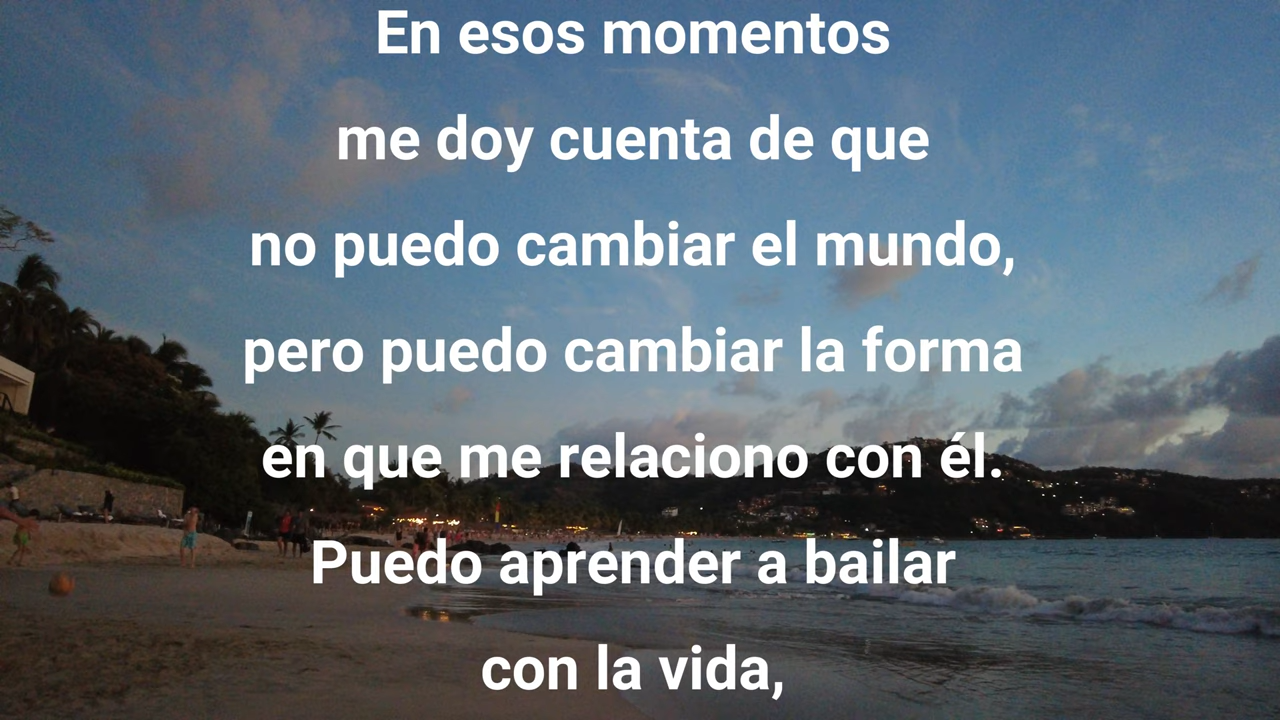 En esos momentos
me doy cuenta de que
no puedo cambiar el mundo,
pero puedo cambiar la forma
en que me relaciono con él.
Puedo aprender a bailar
con la vida,